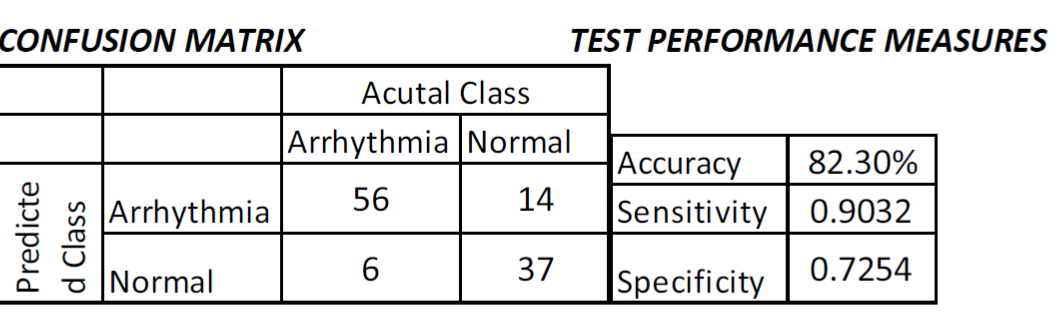 CONFUSION MATRIX
TEST PERFORMANCE MEASURES
Acutal Class
Arrhythmia Normal
Predicte
d Class
Arrhythmia 56 14
Normal 6 37
Accuracy 82.30%
Sensitivity 0.9032
Specificity 0.7254